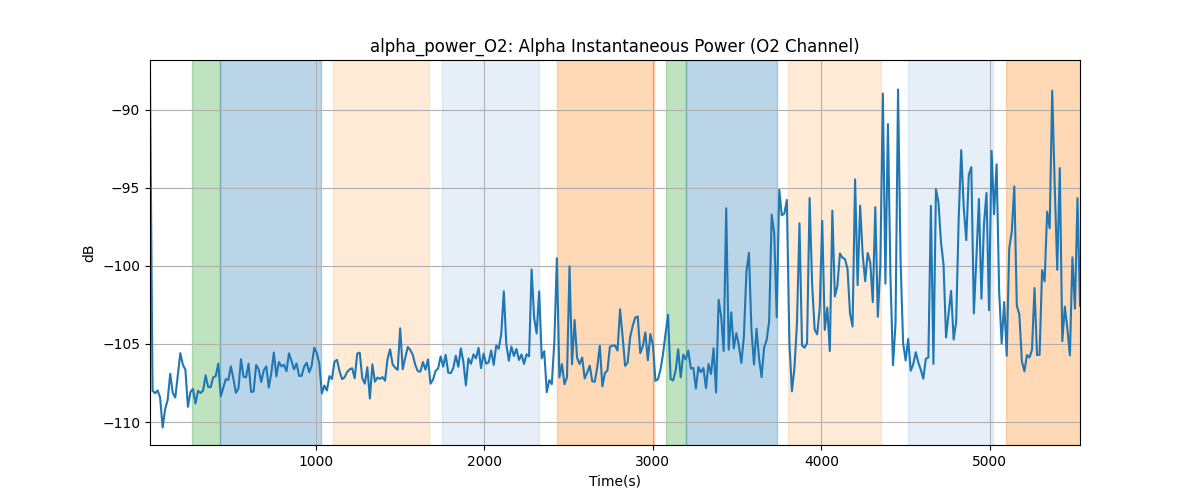 alpha_power_O2: Alpha Instantaneous Power (O2 Channel)
−90
−95
−100
−105
−110
dB
1000 2000 3000 4000 5000
Time(s)